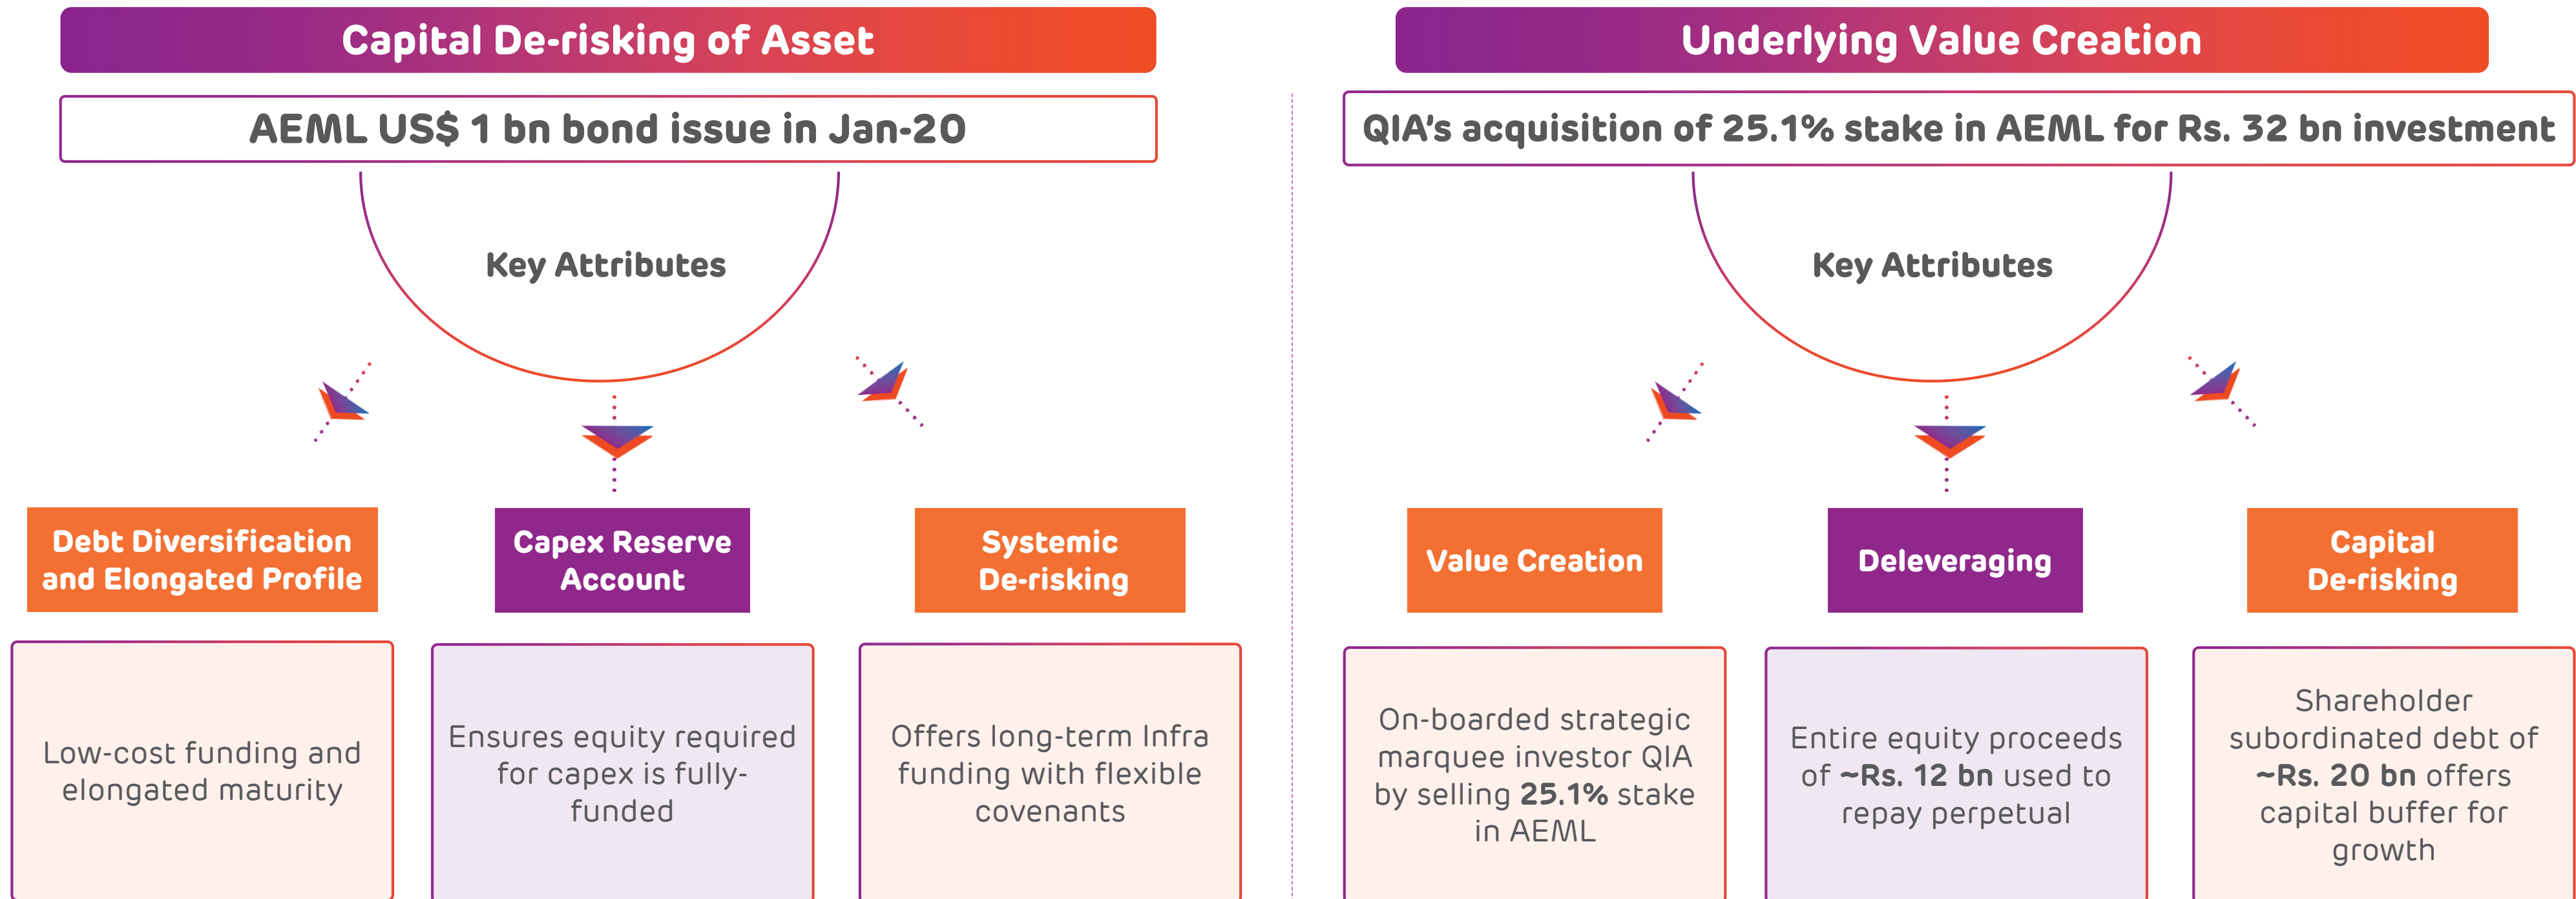 Capital De-risking of Asset
AEML US$ 1 bn bond issue in Jan-20
Key Attributes
Debt Diversification
and Elongated Profile
Low-cost funding and
elongated maturity
Capex Reserve
Account
Ensures equity required
for capex is fully-
funded
Systemic
De-risking
Offers long-term Infra
funding with flexible
covenants
Underlying Value Creation
QIA's acquisition of 25.1% stake in AEML for Rs. 32 bn investment
Key Attributes
Value Creation
On-boarded strategic
marquee investor QIA
by selling 25.1% stake
in AEML
Deleveraging
Entire equity proceeds
of ~Rs. 12 bn used to
repay perpetual
Capital
De-risking
Shareholder
subordinated debt of
~Rs. 20 bn offers
capital buffer for
growth